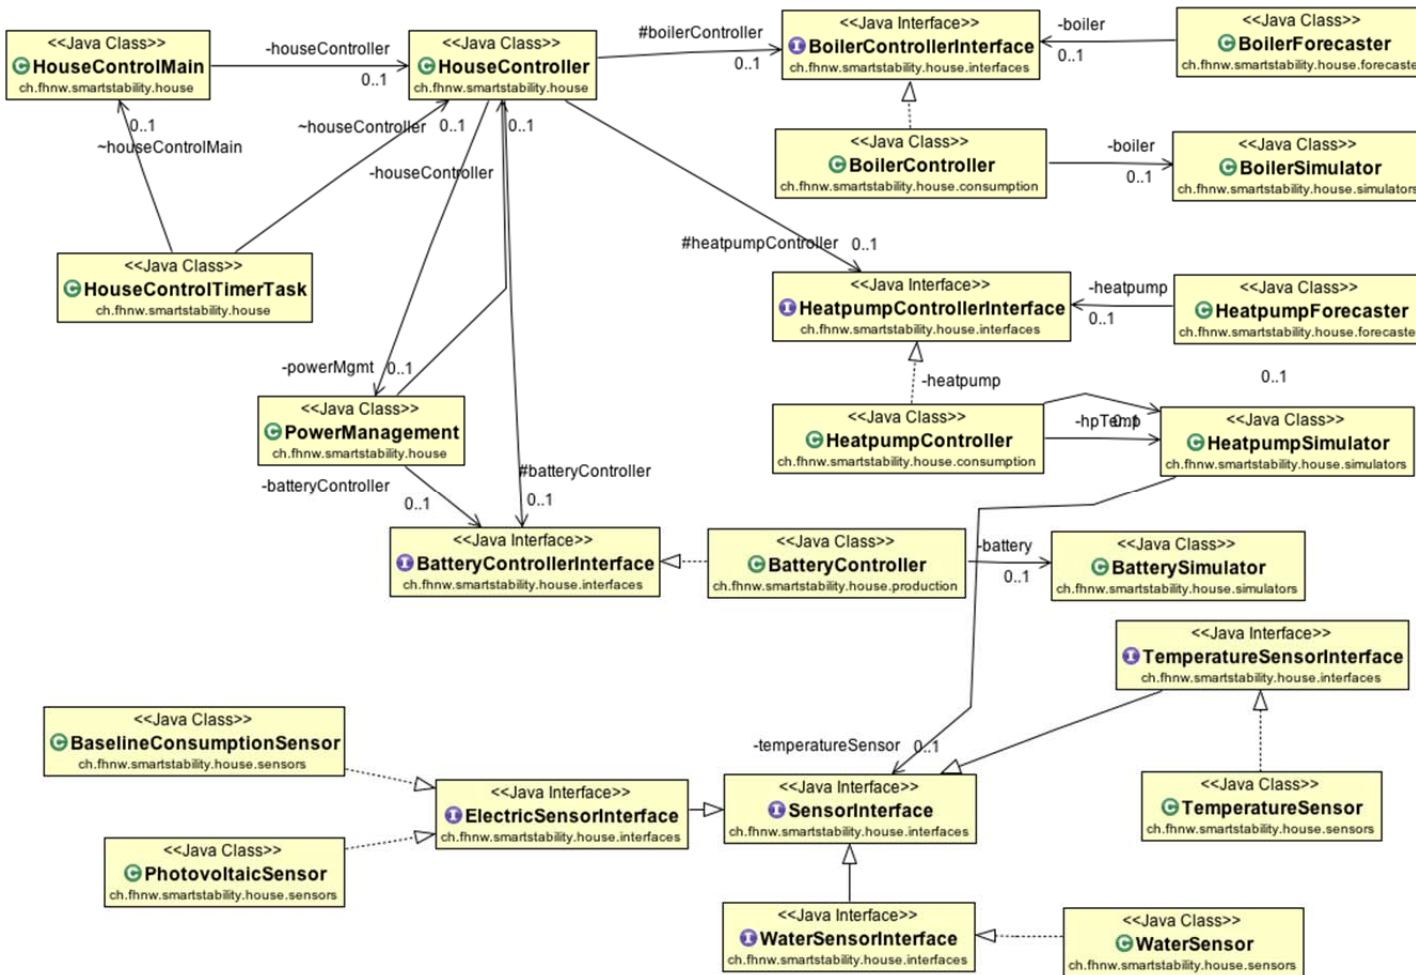 <<Java Class>>
HouseControlMain
ch.fhnw.smartstability.house
-houseController
0..1
<<Java Class>>
HouseController
ch.fhnw.smartstability.house
#boilerController
0..1
<<Java Interface>>
BoilerControllerInterface
ch.fhnw.smartstability.house.interfaces
-boiler
0..1
<<Java Class>>
BoilerForecaster
ch.fhnw.smartstability.house.forecaste
0..1
~houseControlMain
~houseController
0..1
0..1
-houseController
<<Java Class>>
BoilerController
ch.fhnw.smartstability.house.consumption
-boiler
0..1
<<Java Class>>
BoilerSimulator
ch.fhnw.smartstability.house.simulators
#heatpumpController
0..1
<<Java Class>>
HouseControlTimerTask
ch.fhnw.smartstability.house
<<Java Interface>>
HeatpumpControllerInterface
ch.fhnw.smartstability.house.interfaces
-heatpump
0..1
<<Java Class>>
HeatpumpForecaster
ch.fhnw.smartstability.house.forecaste
-powerMgmt
0..1
-heatpump
0..1
<<Java Class>>
PowerManagement
ch.fhnw.smartstability.house
<<Java Class>>
HeatpumpController
ch.fhnw.smartstability.house.consumption
-hpTemp
0..1
<<Java Class>>
HeatpumpSimulator
ch.fhnw.smartstability.house.simulators
-batteryController
0..1
#batteryController
0..1
<<Java Interface>>
BatteryControllerInterface
ch.fhnw.smartstability.house.interfaces
<<Java Class>>
BatteryController
ch.fhnw.smartstability.house.production
-battery
0..1
<<Java Class>>
BatterySimulator
ch.fhnw.smartstability.house.simulators
<<Java Interface>>
TemperatureSensorInterface
ch.fhnw.smartstability.house.interfaces
<<Java Class>>
BaselineConsumptionSensor
ch.fhnw.smartstability.house.sensors
-temperatureSensor
0..1
<<Java Interface>>
ElectricSensorInterface
ch.fhnw.smartstability.house.interfaces
<<Java Interface>>
SensorInterface
ch.fhnw.smartstability.house.interfaces
<<Java Class>>
TemperatureSensor
ch.fhnw.smartstability.house.sensors
<<Java Class>>
PhotovoltaicSensor
ch.fhnw.smartstability.house.sensors
<<Java Interface>>
WaterSensorInterface
ch.fhnw.smartstability.house.interfaces
<<Java Class>>
WaterSensor
ch.fhnw.smartstability.house.sensors